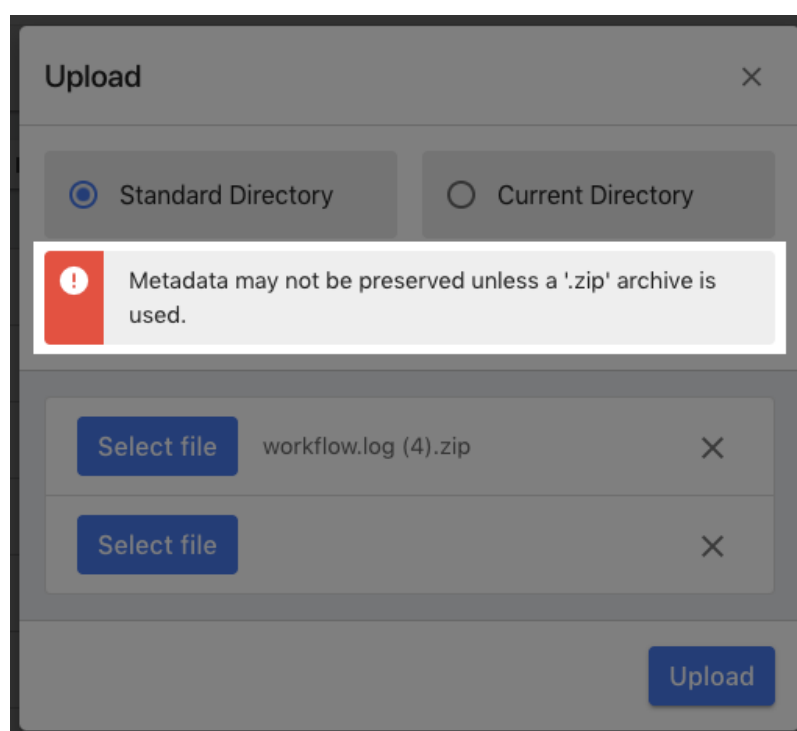 Upload
Standard Directory
Current Directory
Metadata may not be preserved unless a '.zip' archive is
used.
Select file
workflow.log (4).zip
Select file
Upload